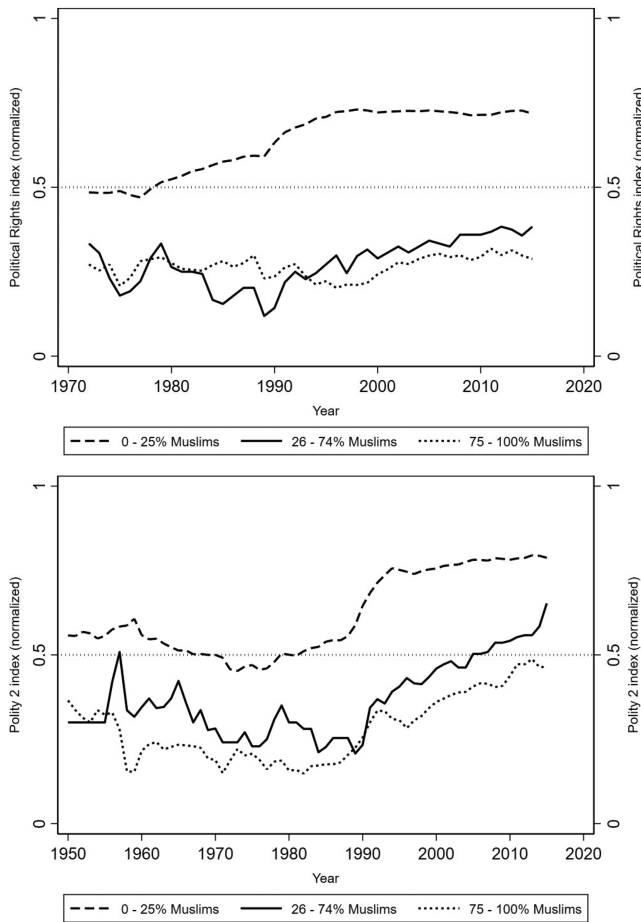 Political Rights index (normalized)
1
0.5
0
1
0.5
0
Political Rights index (normalized)
1970 1980 1990 2000 2010 2020
Year
0 - 25% Muslims 26 - 74% Muslims 75 - 100% Muslims
Polity 2 index (normalized)
1
0.5
0
1
0.5
0
Polity 2 index (normalized)
1950 1960 1970 1980 1990 2000 2010 2020
Year
0 - 25% Muslims 26 - 74% Muslims 75 - 100% Muslims